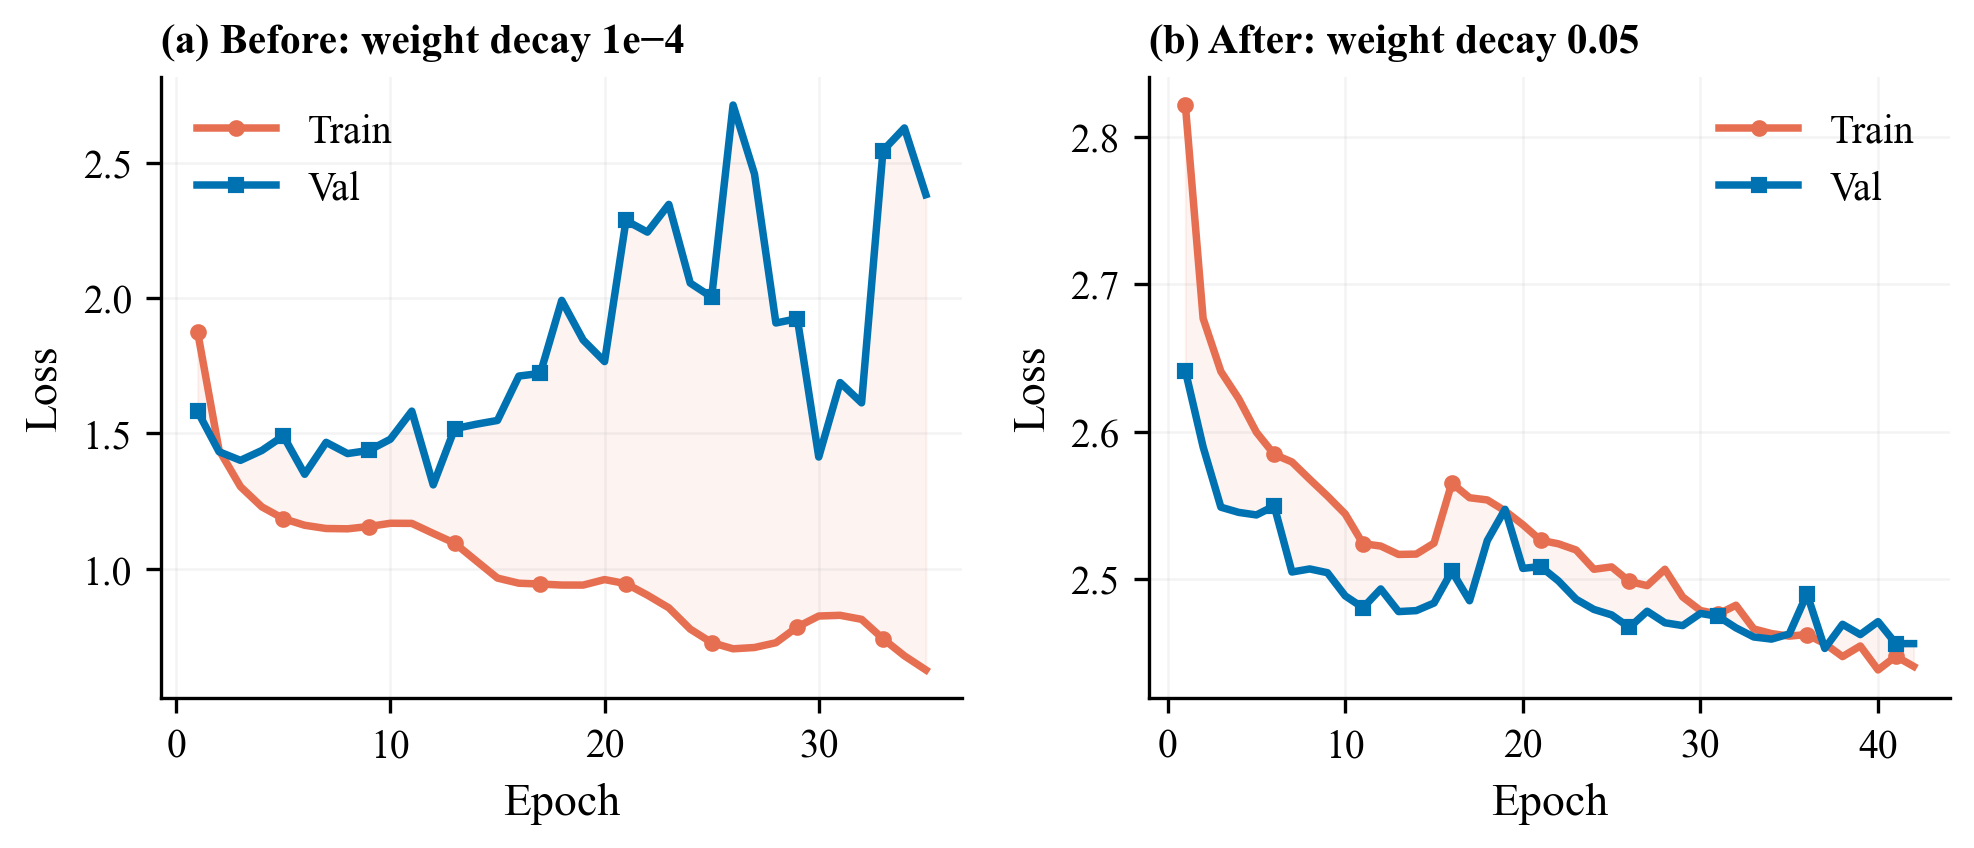 (a) Before: weight decay 1e−4
Train
Val
2.5
2.0
1.5
1.0
Loss
0 10 20 30
Epoch
(b) After: weight decay 0.05
Train
Val
2.8
2.7
2.6
2.5
Loss
0 10 20 30 40
Epoch